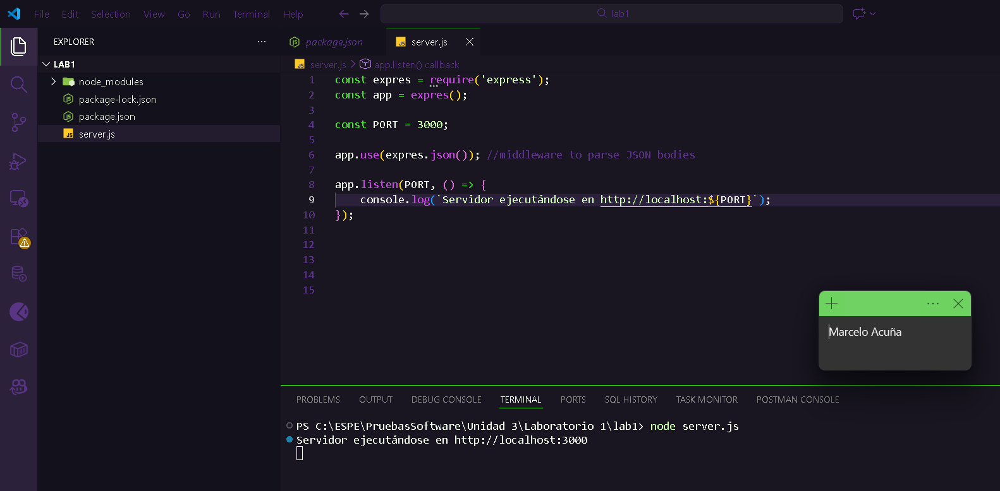 File Edit Selection View Go Run Terminal Help
lab1
EXPLORER
LAB1
node_modules
package-lock.json
package.json
server.js
package.json
server.js
server.js > app.listen() callback
1 const expres = require('express');
2 const app = expres();
3
4 const PORT = 3000;
5
6 app.use(expres.json()); //middleware to parse JSON bodies
7
8 app.listen(PORT, () => {
9 console.log(`Servidor ejecutándose en http://localhost:${PORT}`);
10 });
11
12
13
14
15
Marcelo Acuña
PROBLEMS OUTPUT DEBUG CONSOLE TERMINAL PORTS SQL HISTORY TASK MONITOR POSTMAN CONSOLE
PS C:\ESPE\PruebasSoftware\Unidad 3\Laboratorio 1\lab1> node server.js
Servidor ejecutándose en http://localhost:3000